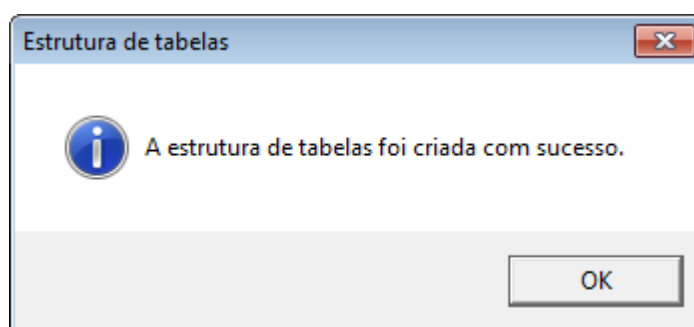 Estrutura de tabelas
A estrutura de tabelas foi criada com sucesso.
OK